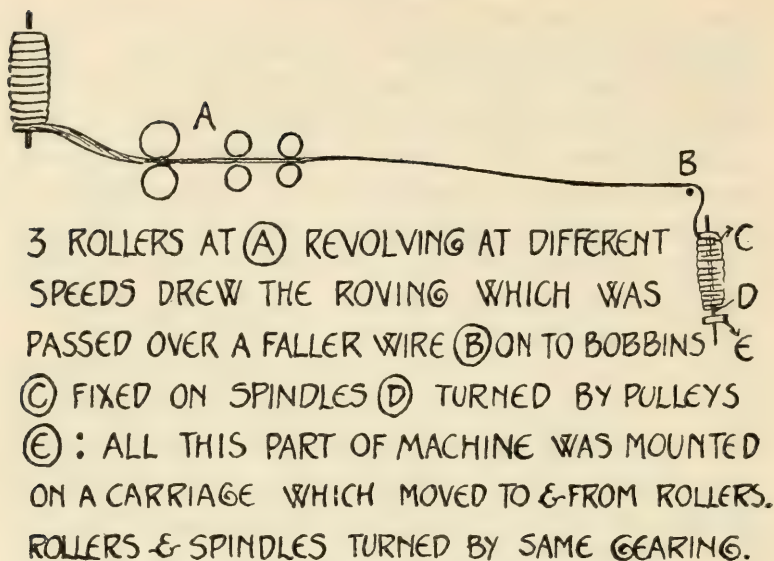 A
B
3 ROLLERS AT Ⓐ REVOLVING AT DIFFERENT
C
SPEEDS DREW THE ROVING WHICH WAS
D
PASSED OVER A FALLER WIRE Ⓑ ON TO BOBBINS
E
Ⓒ FIXED ON SPINDLES Ⓓ TURNED BY PULLEYS
Ⓔ : ALL THIS PART OF MACHINE WAS MOUNTED
ON A CARRIAGE WHICH MOVED TO & FROM ROLLERS.
ROLLERS & SPINDLES TURNED BY SAME GEARING.